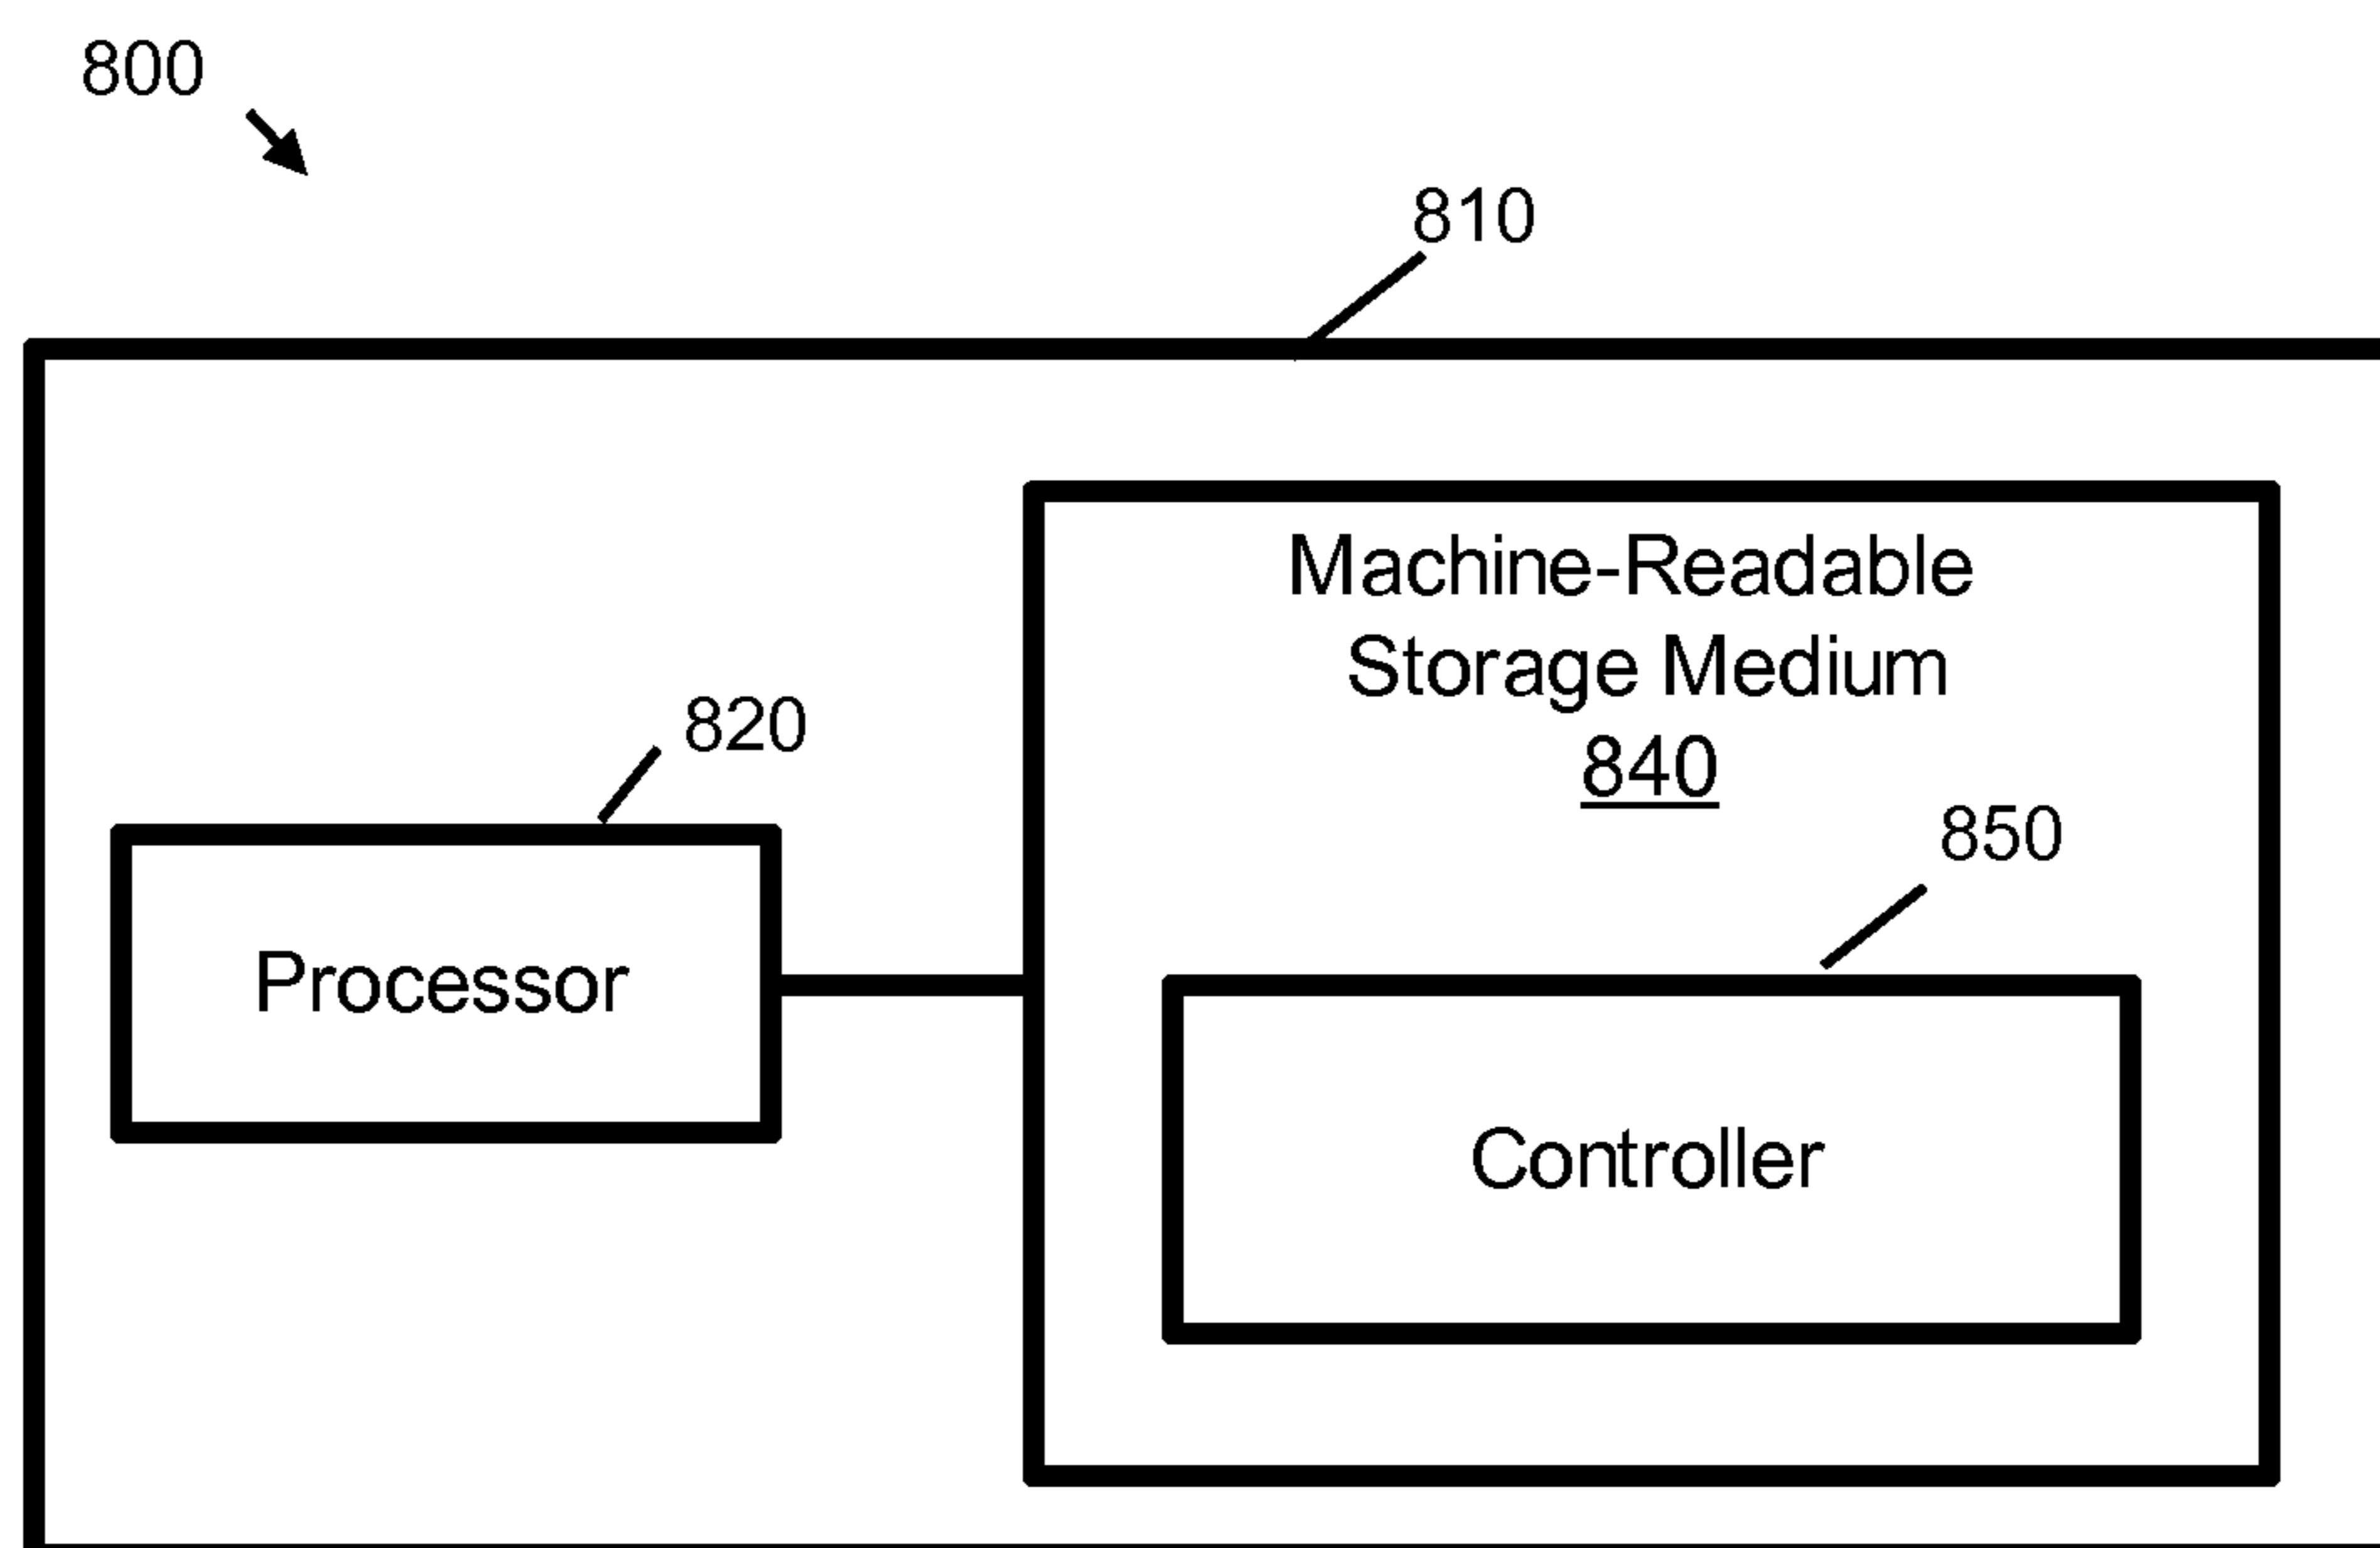 800
810
Machine-Readable
Storage Medium
840
820
850
Processor
Controller